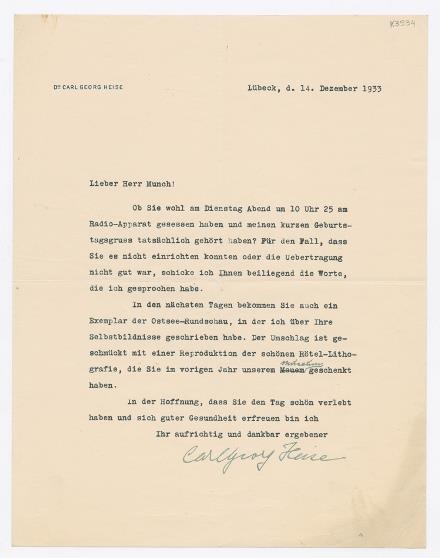 K3534
DR CARL GEORG HEISE
Lübeck, d. 14. Dezember 1933
Lieber Herr Munch!
Ob Sie wohl am Dienstag Abend um 10 Uhr 25 am
Radio-Apparat gesessen haben und meinen kurzen Geburts-
tagsgruss tatsächlich gehört haben? Für den Fall, dass
Sie es nicht einrichten konnten oder die Uebertragung
nicht gut war, schicke ich Ihnen beiliegend die Worte,
die ich gesprochen habe.
In den nächsten Tagen bekommen Sie auch ein
Exemplar der Ostsee-Rundschau, in der ich über Ihre
Selbstbildnisse geschrieben habe. Der Umschlag ist ge-
schmückt mit einer Reproduktion der schönen Hôtel-Litho-
museum
grafie, die Sie im vorigen Jahr unserem geschenkt
haben.
In der Hoffnung, dass Sie den Tag schön verlebt
haben und sich guter Gesundheit erfreuen bin ich
Ihr aufrichtig und dankbar ergebener
Carl Georg Heise